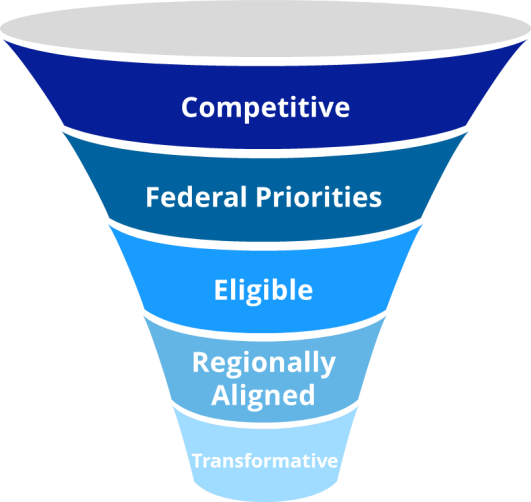 Competitive
Federal Priorities
Eligible
Regionally
Aligned
Transformative